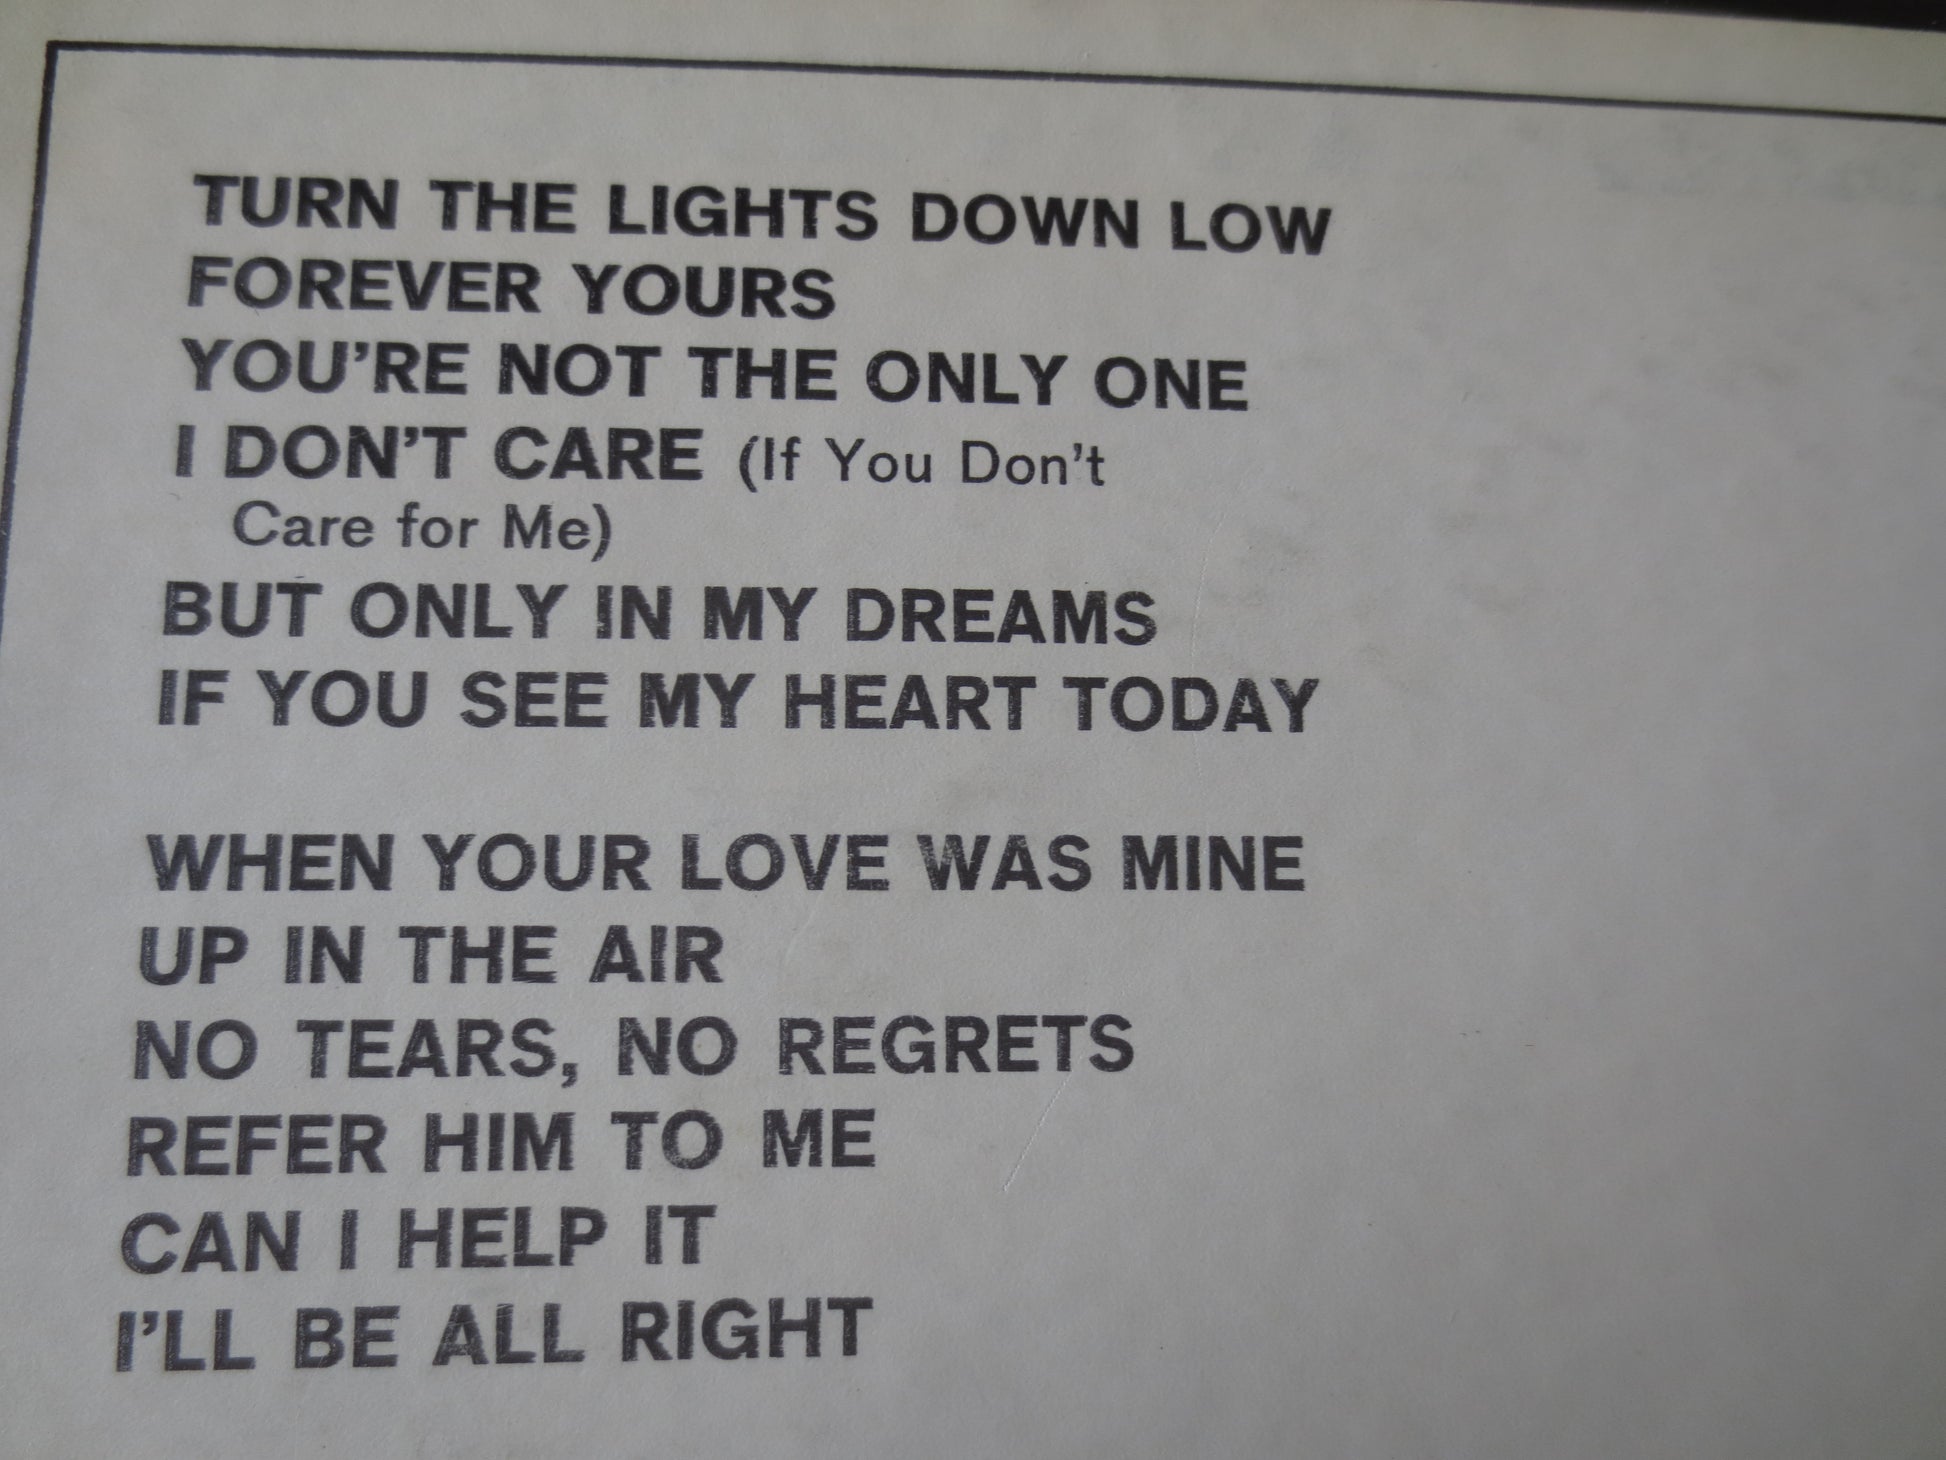 TURN THE LIGHTS DOWN LOW
FOREVER YOURS
YOU'RE NOT THE ONLY ONE
I DON'T CARE (If You Don't
Care for Me)
BUT ONLY IN MY DREAMS
IF YOU SEE MY HEART TODAY
WHEN YOUR LOVE WAS MINE
UP IN THE AIR
NO TEARS, NO REGRETS
REFER HIM TO ME
CAN I HELP IT
I'LL BE ALL RIGHT